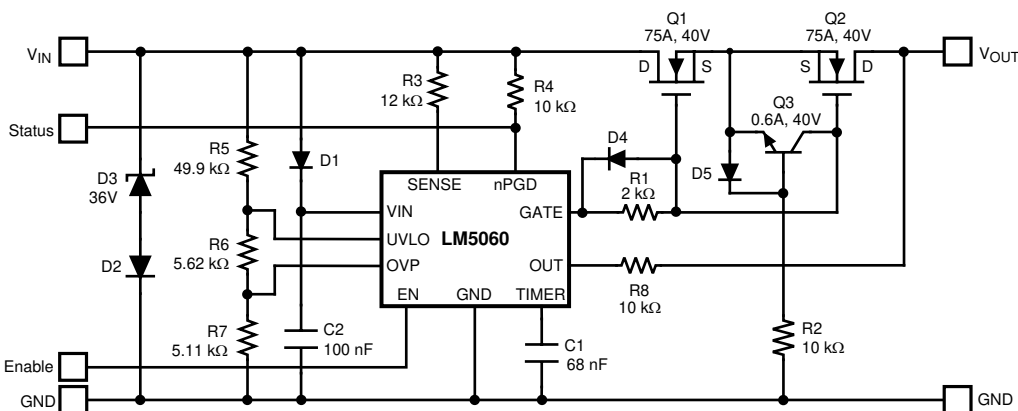 Q1
75A, 40V
Q2
75A, 40V
VIN
D
S
S
D
VOUT
R3
12 kΩ
R4
10 kΩ
Q3
0.6A, 40V
Status
R5
49.9 kΩ
D1
D4
D5
D3
36V
SENSE
nPGD
R1
2 kΩ
VIN
GATE
UVLO
LM5060
R6
5.62 kΩ
OVP
OUT
D2
R8
10 kΩ
EN
GND
TIMER
R7
5.11 kΩ
C2
100 nF
C1
68 nF
R2
10 kΩ
Enable
GND
GND